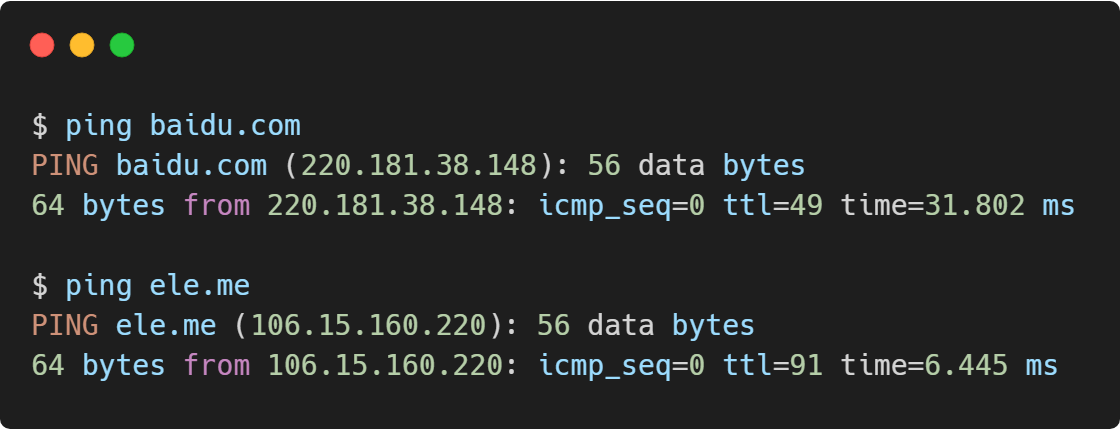 $ ping baidu.com
PING baidu.com (220.181.38.148): 56 data bytes
64 bytes from 220.181.38.148: icmp_seq=0 ttl=49 time=31.802 ms
$ ping ele.me
PING ele.me (106.15.160.220): 56 data bytes
64 bytes from 106.15.160.220: icmp_seq=0 ttl=91 time=6.445 ms